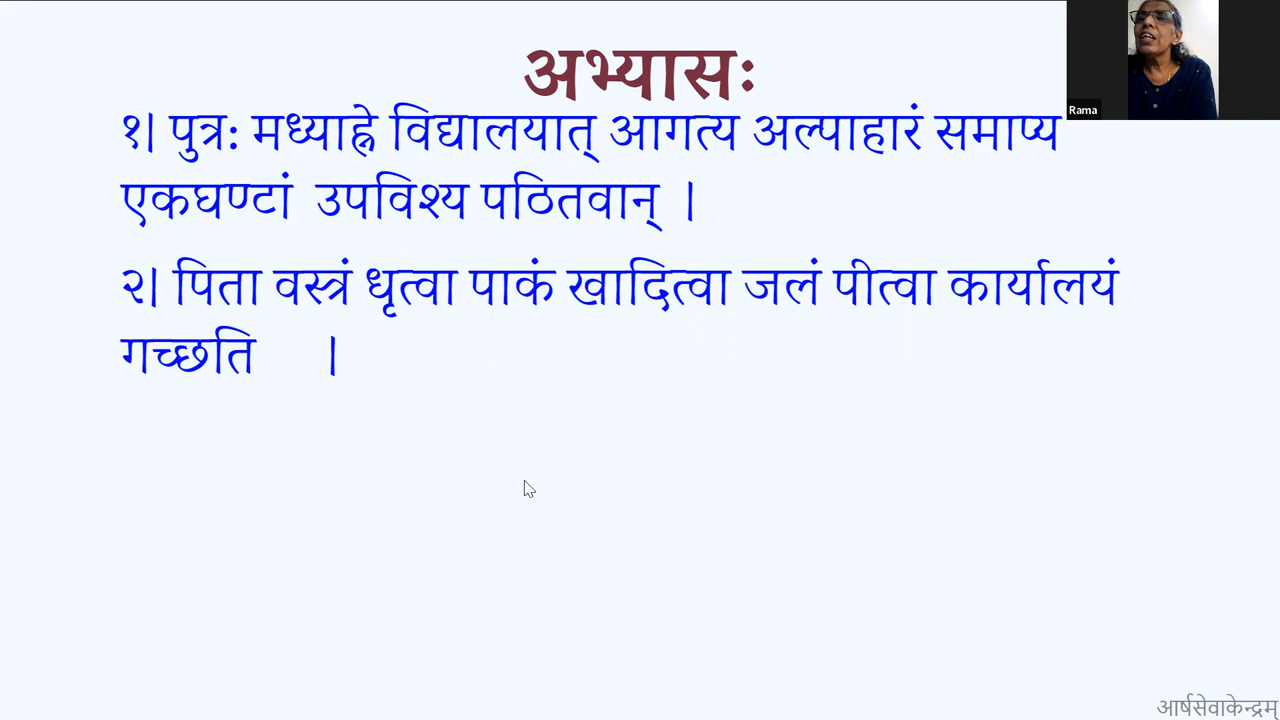 अभ्यासः
Rama
१| पुत्र: मध्याह्ने विद्यालयात् आगत्य अल्पाहारं समाप्य
एकघण्टां उपविश्य पठितवान् ।
२| पिता वस्त्रं धृत्वा पाकं खादित्वा जलं पीत्वा कार्यालयं
गच्छति ।
आर्षसेवाकेन्द्रम्